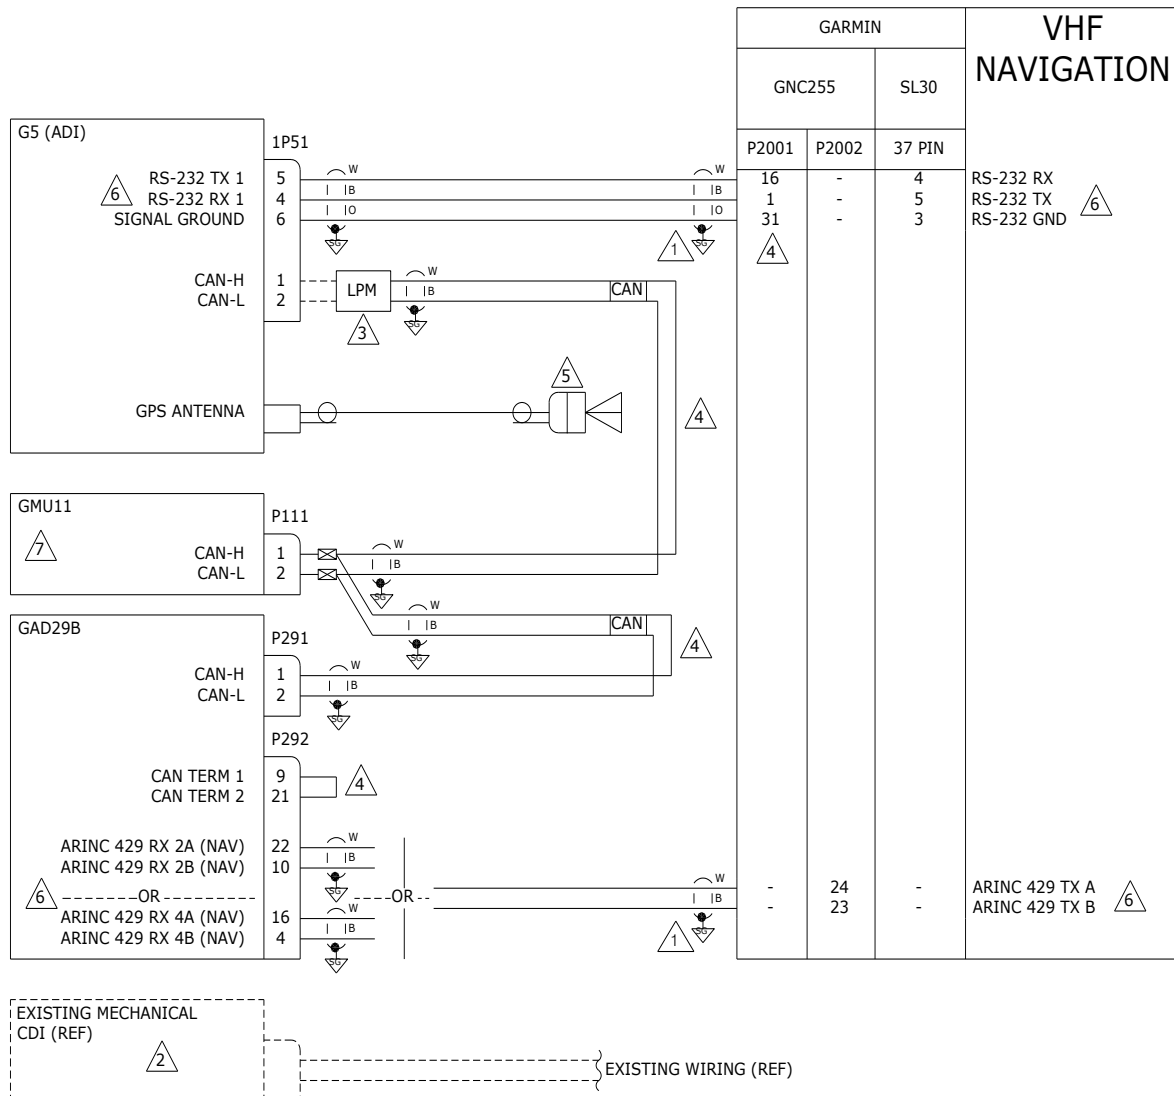 GARMIN
VHF
NAVIGATION
GNC255
SL30
P2001
P2002
37 PIN
G5 (ADI)
1P51
6
RS-232 TX 1
5
W
W
16
-
4
RS-232 RX
RS-232 RX 1
4
B
B
1
-
5
RS-232 TX
6
SIGNAL GROUND
6
O
O
31
-
3
RS-232 GND
SG
1
SG
4
CAN-H
1
W
CAN-L
2
LPM
B
CAN
3
SG
5
GPS ANTENNA
4
GMU11
P111
7
CAN-H
1
W
CAN-L
2
B
SG
GAD29B
W
B
CAN
4
SG
P291
CAN-H
1
W
CAN-L
2
B
SG
P292
CAN TERM 1
9
CAN TERM 2
21
4
ARINC 429 RX 2A (NAV)
22
W
ARINC 429 RX 2B (NAV)
10
B
SG
6
OR
OR
W
-
24
-
ARINC 429 TX A
B
-
23
-
ARINC 429 TX B
6
1
SG
ARINC 429 RX 4A (NAV)
16
W
ARINC 429 RX 4B (NAV)
4
B
SG
EXISTING MECHANICAL
CDI (REF)
2
EXISTING WIRING (REF)